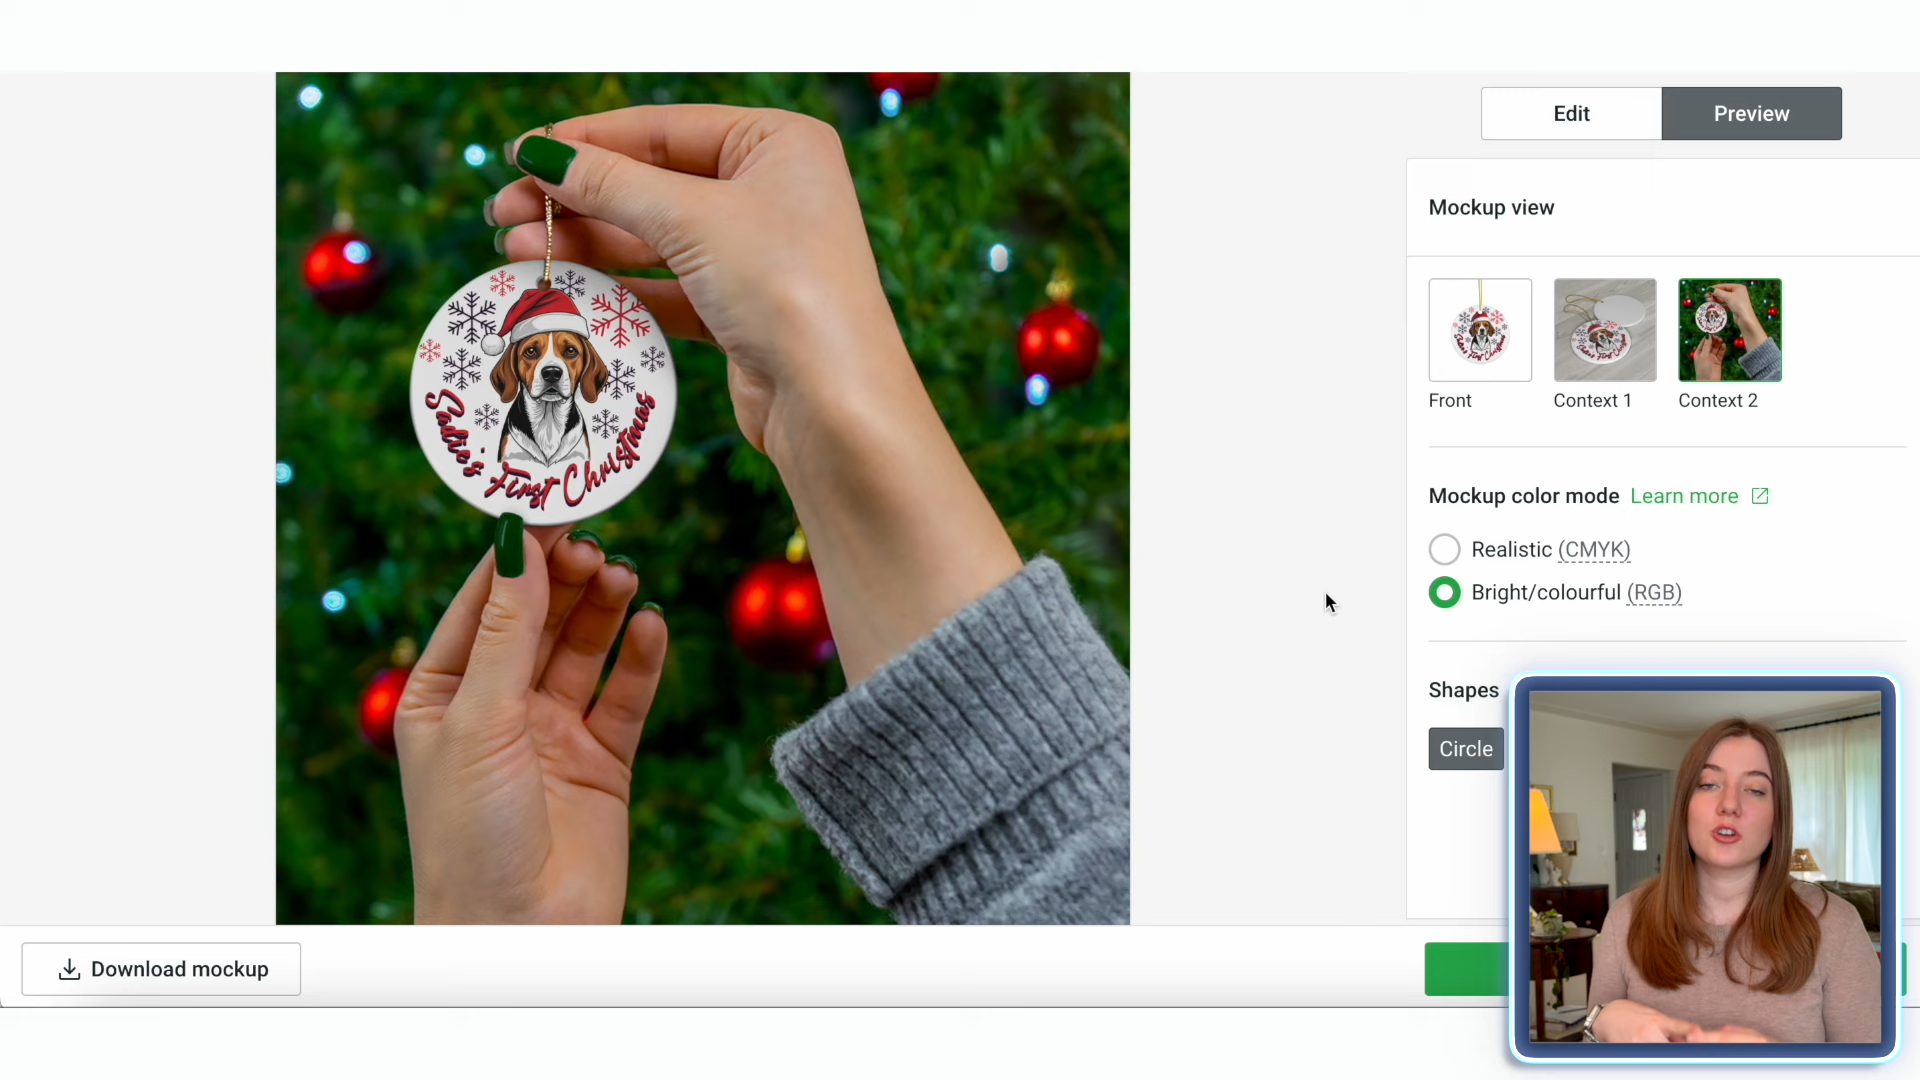 Edit
Preview
Mockup view
Front
Context 1
Context 2
Mockup color mode Learn more
Realistic (CMYK)
Bright/colourful (RGB)
Shapes
Circle
Sadie's First Christmas
Download mockup